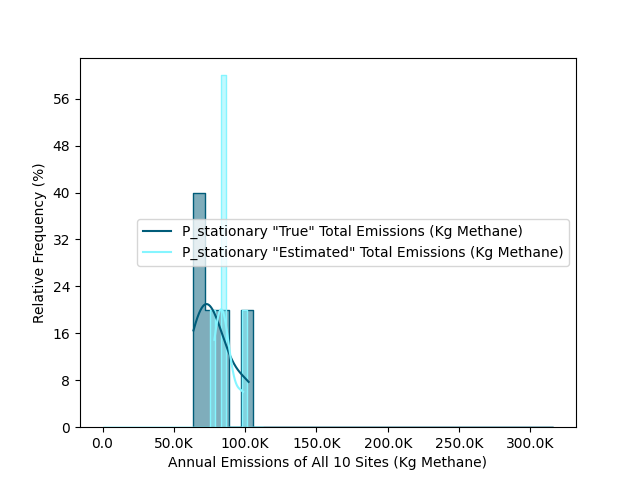 56
48
40
32
24
16
8
0
Relative Frequency (%)
P_stationary "True" Total Emissions (Kg Methane)
P_stationary "Estimated" Total Emissions (Kg Methane)
0.0 50.0K 100.0K 150.0K 200.0K 250.0K 300.0K
Annual Emissions of All 10 Sites (Kg Methane)